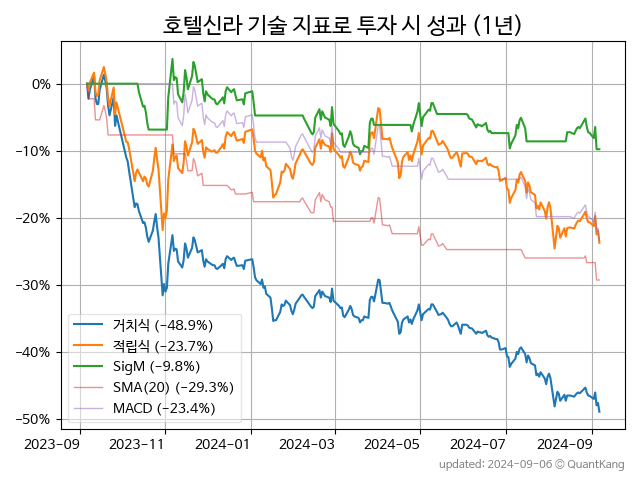 호텔신라 기술 지표로 투자 시 성과 (1년)
0%
−10%
−20%
−30%
−40%
−50%
거치식 (−48.9%)
적립식 (−23.7%)
SigM (−9.8%)
SMA(20) (−29.3%)
MACD (−23.4%)
2023−09 2023−11 2024−01 2024−03 2024−05 2024−07 2024−09
updated: 2024−09−06 © QuantKang